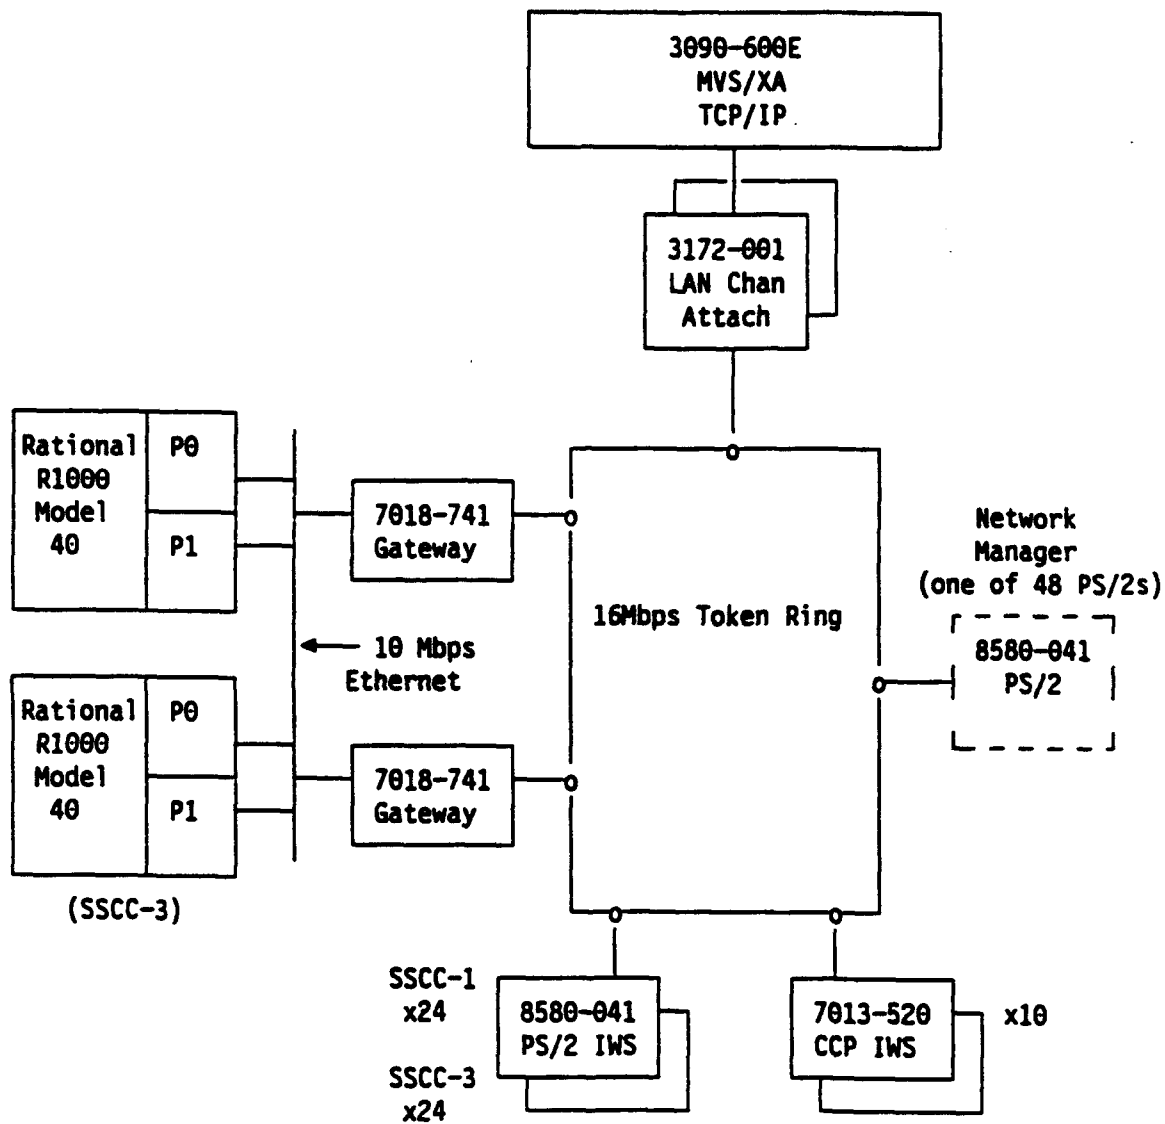 3090-600E
MVS/XA
TCP/IP
3172-001
LAN Chan
Attach
Rational
R1000
Model
40
P0
P1
7018-741
Gateway
10 Mbps
Ethernet
Rational
R1000
Model
40
P0
P1
7018-741
Gateway
(SSCC-3)
16Mbps Token Ring
Network
Manager
(one of 48 PS/2s)
8580-041
PS/2
SSCC-1
x24
SSCC-3
x24
8580-041
PS/2 IWS
7013-520
CCP IWS
x10